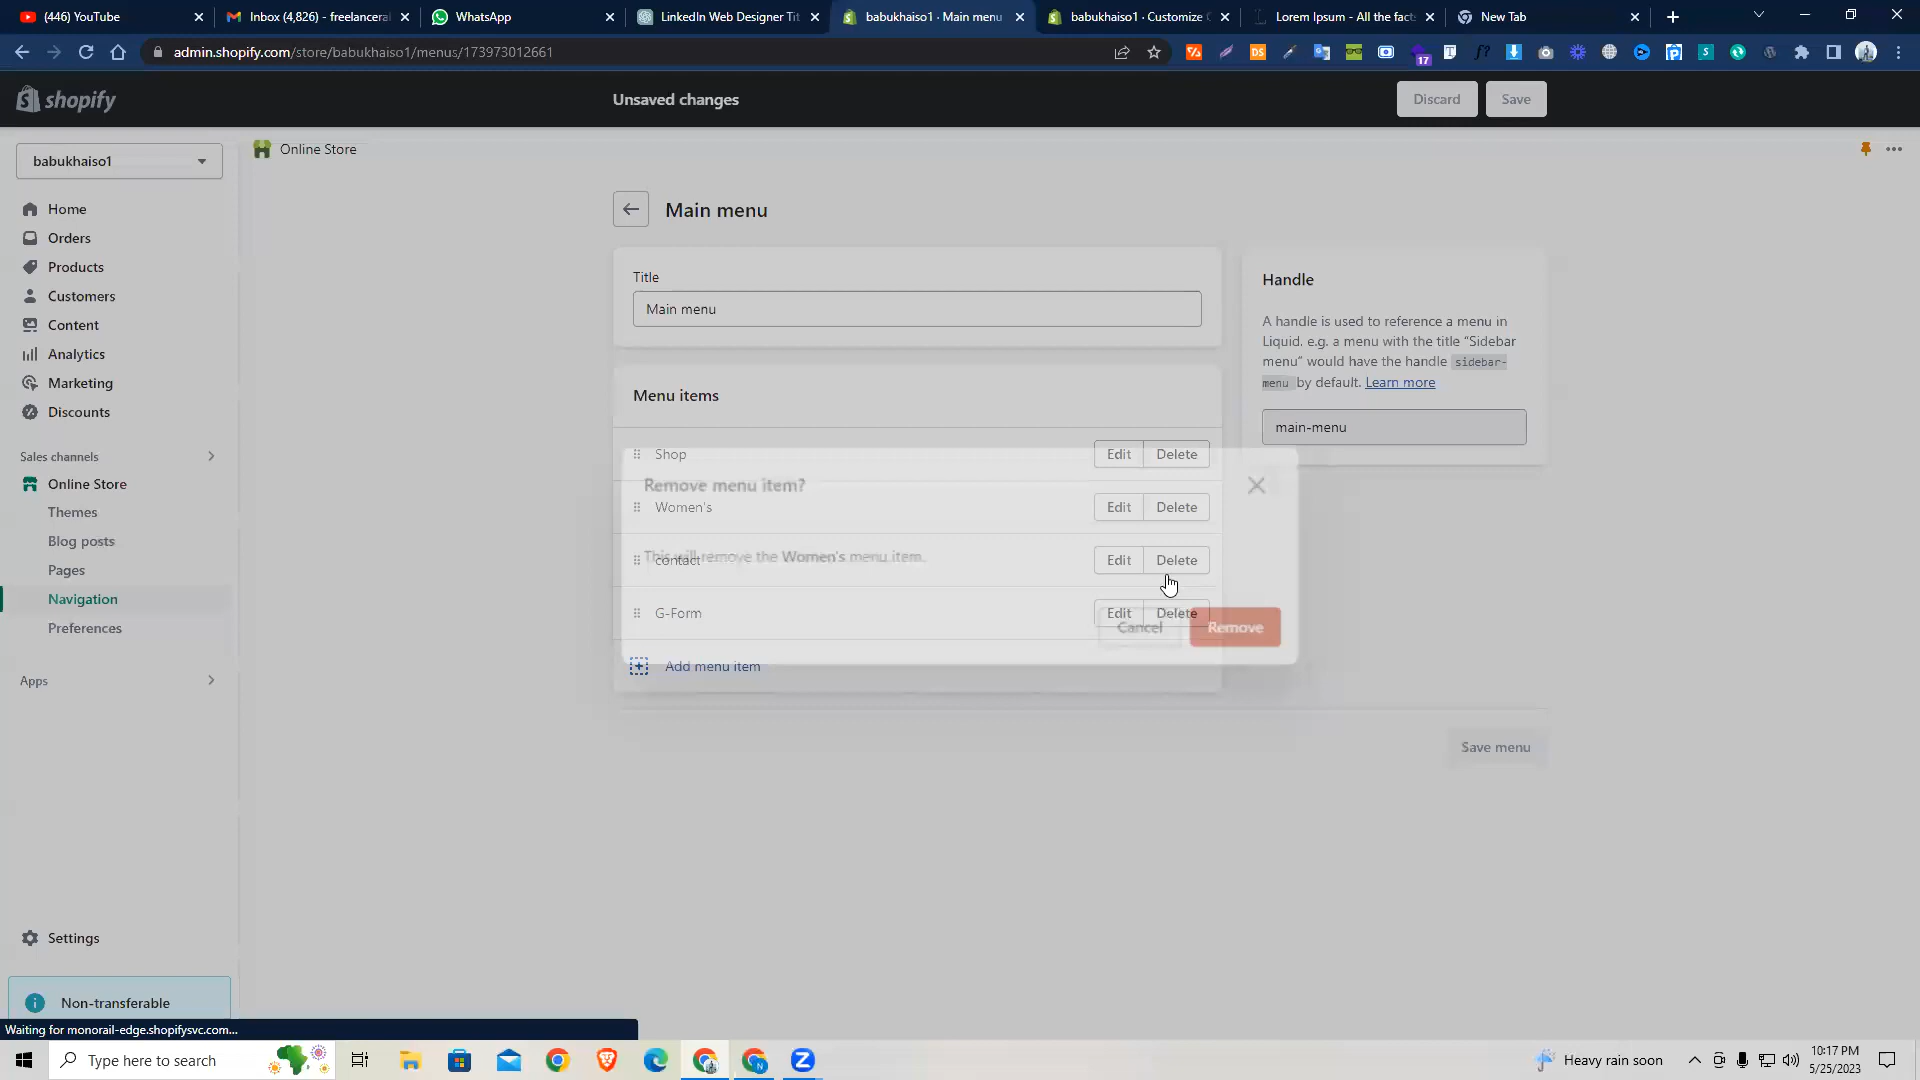 (446) YouTube
Inbox (4,826) - freelancera
WhatsApp
LinkedIn Web Designer Tit
babukhaiso1 · Main menu
babukhaiso1 · Customize
Lorem Ipsum - All the facts
New Tab
admin.shopify.com/store/babukhaiso1/menus/173973012661
17
shopify
Unsaved changes
Discard
Save
babukhaiso1
Online Store
Home
Orders
Products
Customers
Content
Analytics
Marketing
Discounts
Sales channels
Online Store
Themes
Blog posts
Pages
Navigation
Preferences
Apps
Settings
Non-transferable
Main menu
Title
Main menu
Handle
A handle is used to reference a menu in
Liquid. e.g. a menu with the title “Sidebar
menu” would have the handle sidebar-
menu by default. Learn more
main-menu
Menu items
Shop
Edit
Delete
Remove menu item?
Women's
Edit
Delete
This will remove the Women's menu item.
contact
Edit
Delete
G-Form
Edit
Delete
Cancel
Remove
Add menu item
Save menu
Waiting for monorail-edge.shopifysvc.com...
Type here to search
Heavy rain soon
10:17 PM
5/25/2023